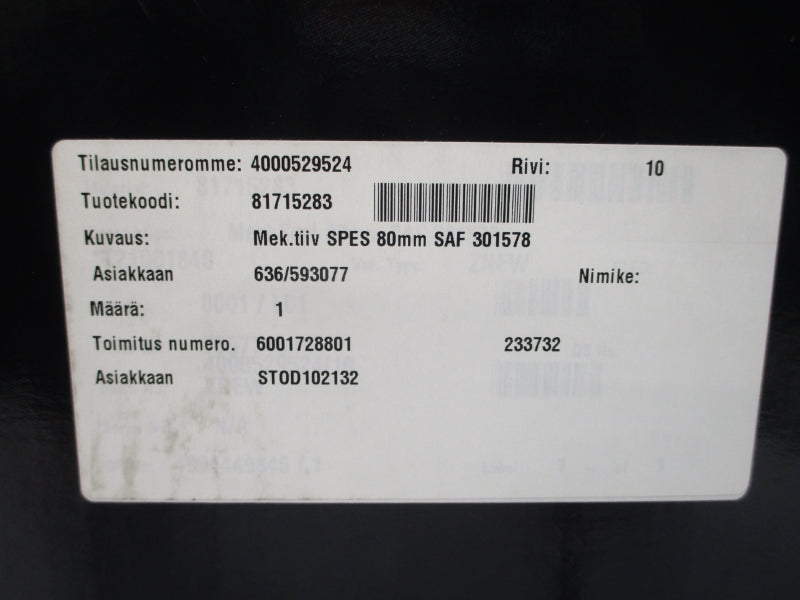 Tilausnumeromme: 4000529524 Rivi: 10
Tuotekoodi: 81715283
Kuvaus: Mek.tiiv SPES 80mm SAF 301578
Asiakkaan 636/593077 Nimike:
Määrä: 1
Toimitus numero. 6001728801 233732
Asiakkaan STOD102132